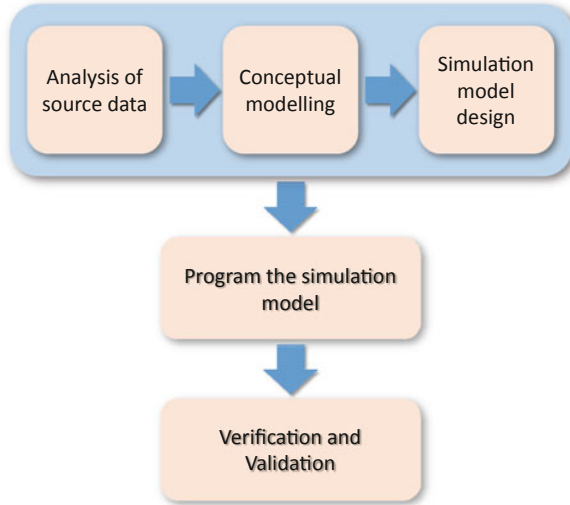 Analysis of
source data
Conceptual
modelling
Simulation
model
design
Program the simulation
model
Verification and
Validation